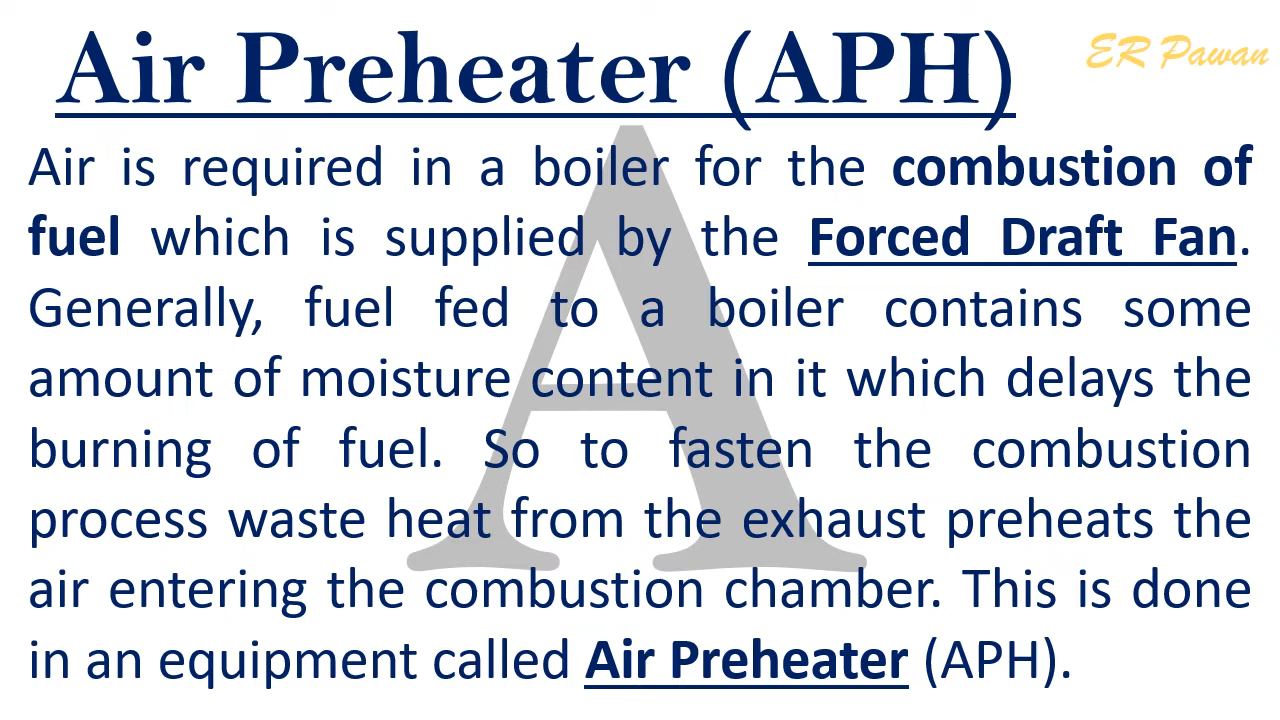 Air Preheater (APH)
ER Pawan
Air is required in a boiler for the combustion of
fuel which is supplied by the Forced Draft Fan.
Generally, fuel fed to a boiler contains some
amount of moisture content in it which delays the
burning of fuel. So to fasten the combustion
process waste heat from the exhaust preheats the
air entering the combustion chamber. This is done
in an equipment called Air Preheater (APH).
A